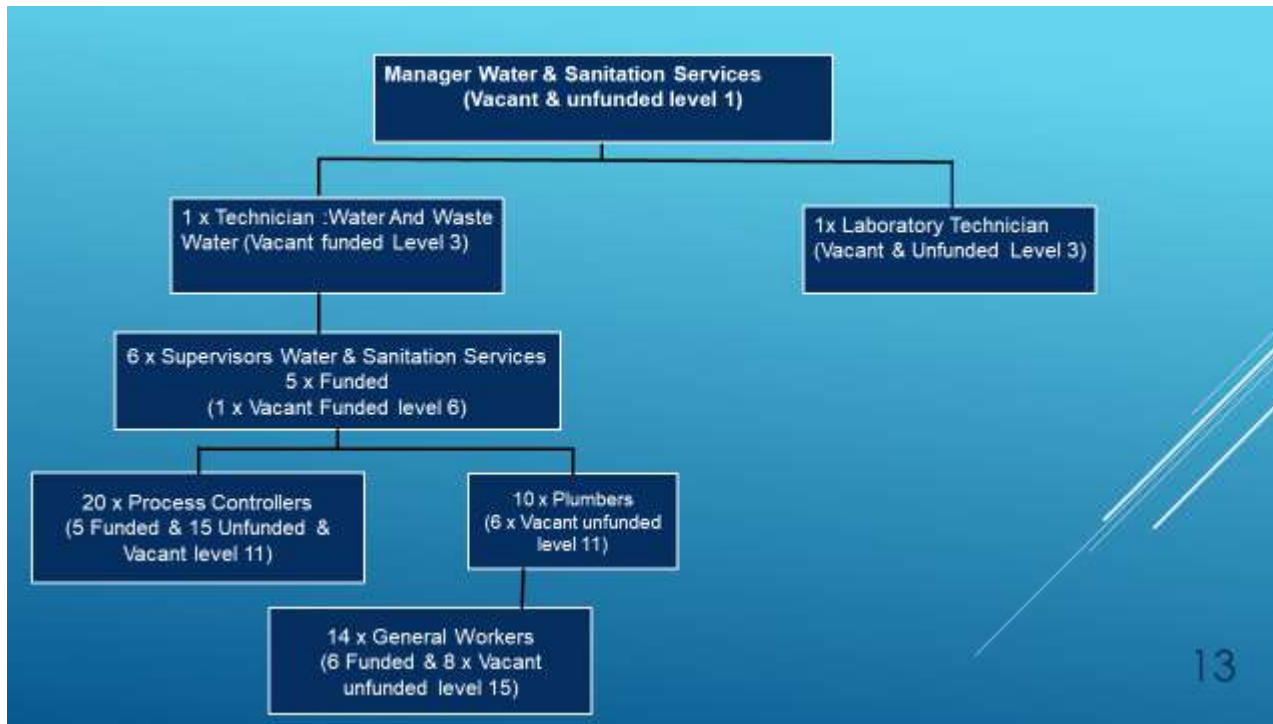 Manager Water & Sanitation Services
(Vacant & unfunded level 1)
1 x Technician :Water And Waste
Water (Vacant funded Level 3)
1x Laboratory Technician
(Vacant & Unfunded Level 3)
6 x Supervisors Water & Sanitation Services
5 x Funded
(1 x Vacant Funded level 6)
20 x Process Controllers
(5 Funded & 15 Unfunded &
Vacant level 11)
10 x Plumbers
(6 x Vacant unfunded
level 11)
14 x General Workers
(6 Funded & 8 x Vacant
unfunded level 15)
13